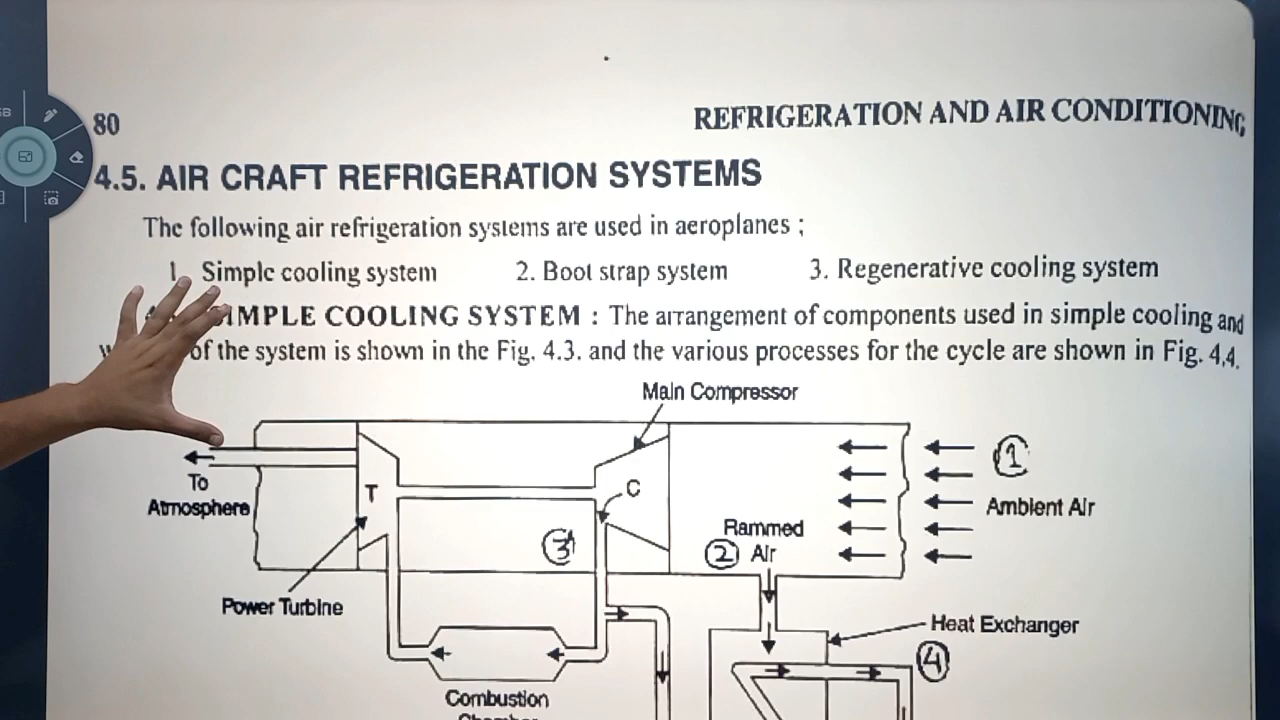 80
REFRIGERATION AND AIR CONDITIONING
4.5. AIR CRAFT REFRIGERATION SYSTEMS
The following air refrigeration systems are used in aeroplanes ;
1. Simple cooling system 2. Boot strap system 3. Regenerative cooling system
SIMPLE COOLING SYSTEM : The arrangement of components used in simple cooling and
of the system is shown in the Fig. 4.3. and the various processes for the cycle are shown in Fig. 4.4.
Main Compressor
1
To
Atmosphere
T
C
Ambient Air
Rammed
2 Air
3'
Power Turbine
Heat Exchanger
4
Combustion